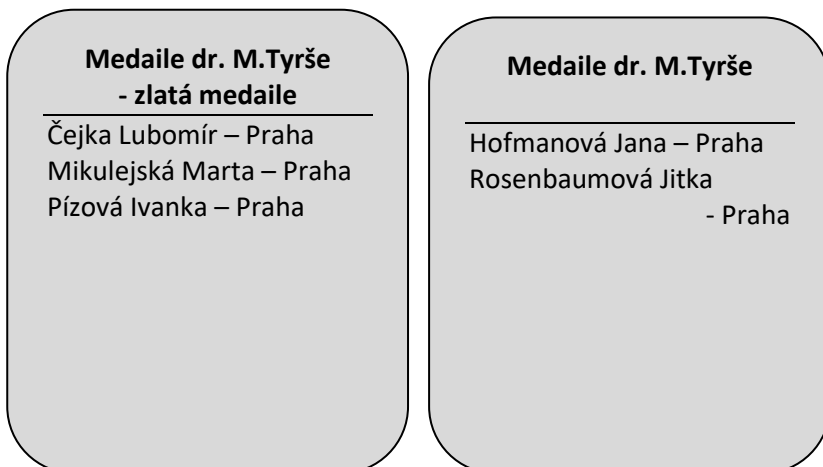 Medaile dr. M.Tyrše
- zlatá medaile
Čejka Lubomír – Praha
Mikulejská Marta – Praha
Pízová Ivanka – Praha
Medaile dr. M.Tyrše
Hofmanová Jana – Praha
Rosenbaumová Jitka
- Praha